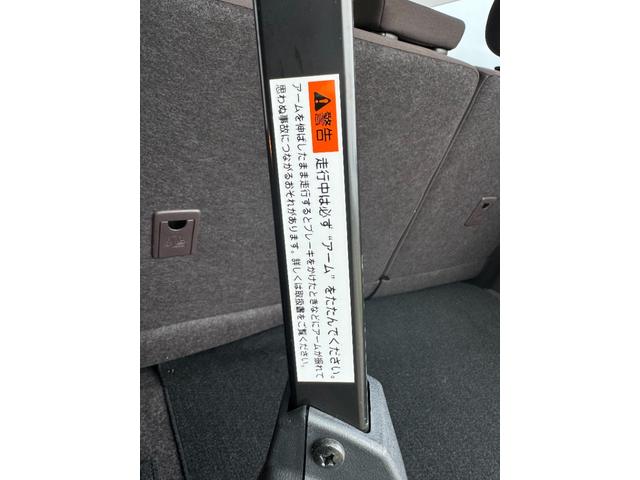 警告 走行中は必ず“アーム”をたたんでください。
アームを伸ばしたまま走行するとブレーキをかけたときなどにアームが振れて
思わぬ事故につながるおそれがあります。詳しくは取扱書をご覧ください。